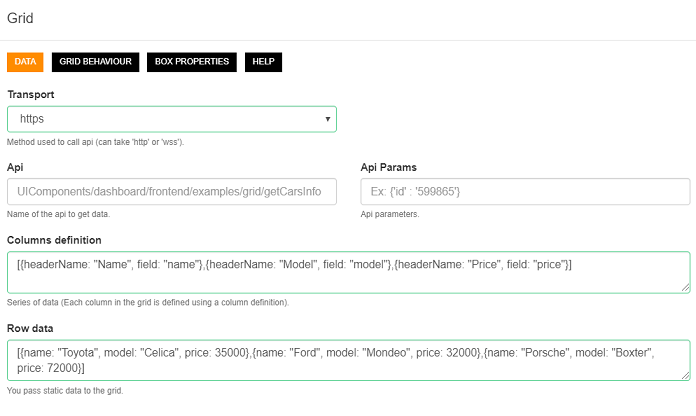 Grid
DATA GRID BEHAVIOUR BOX PROPERTIES HELP
Transport
https
Method used to call api (can take 'http' or 'wss').
Api Api Params
UIComponents/dashboard/frontend/examples/grid/getCarsInfo Ex: {'id' : '599865'}
Name of the api to get data. Api parameters.
Columns definition
[{headerName: "Name", field: "name"},{headerName: "Model", field: "model"},{headerName: "Price", field: "price"}]
Series of data (Each column in the grid is defined using a column definition).
Row data
[{name: "Toyota", model: "Celica", price: 35000},{name: "Ford", model: "Mondeo", price: 32000},{name: "Porsche", model: "Boxter",
price: 72000}]
You pass static data to the grid.